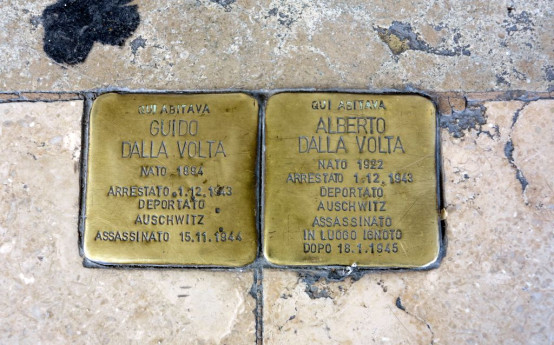 QUI ABITAVA
GUIDO
DALLA VOLTA
NATO 1894
ARRESTATO 1.12.1943
DEPORTATO
AUSCHWITZ
ASSASSINATO 15.11.1944
QUI ABITAVA
ALBERTO
DALLA VOLTA
NATO 1922
ARRESTATO 1.12.1943
DEPORTATO
AUSCHWITZ
ASSASSINATO
IN LUOGO IGNOTO
DOPO 18.1.1945